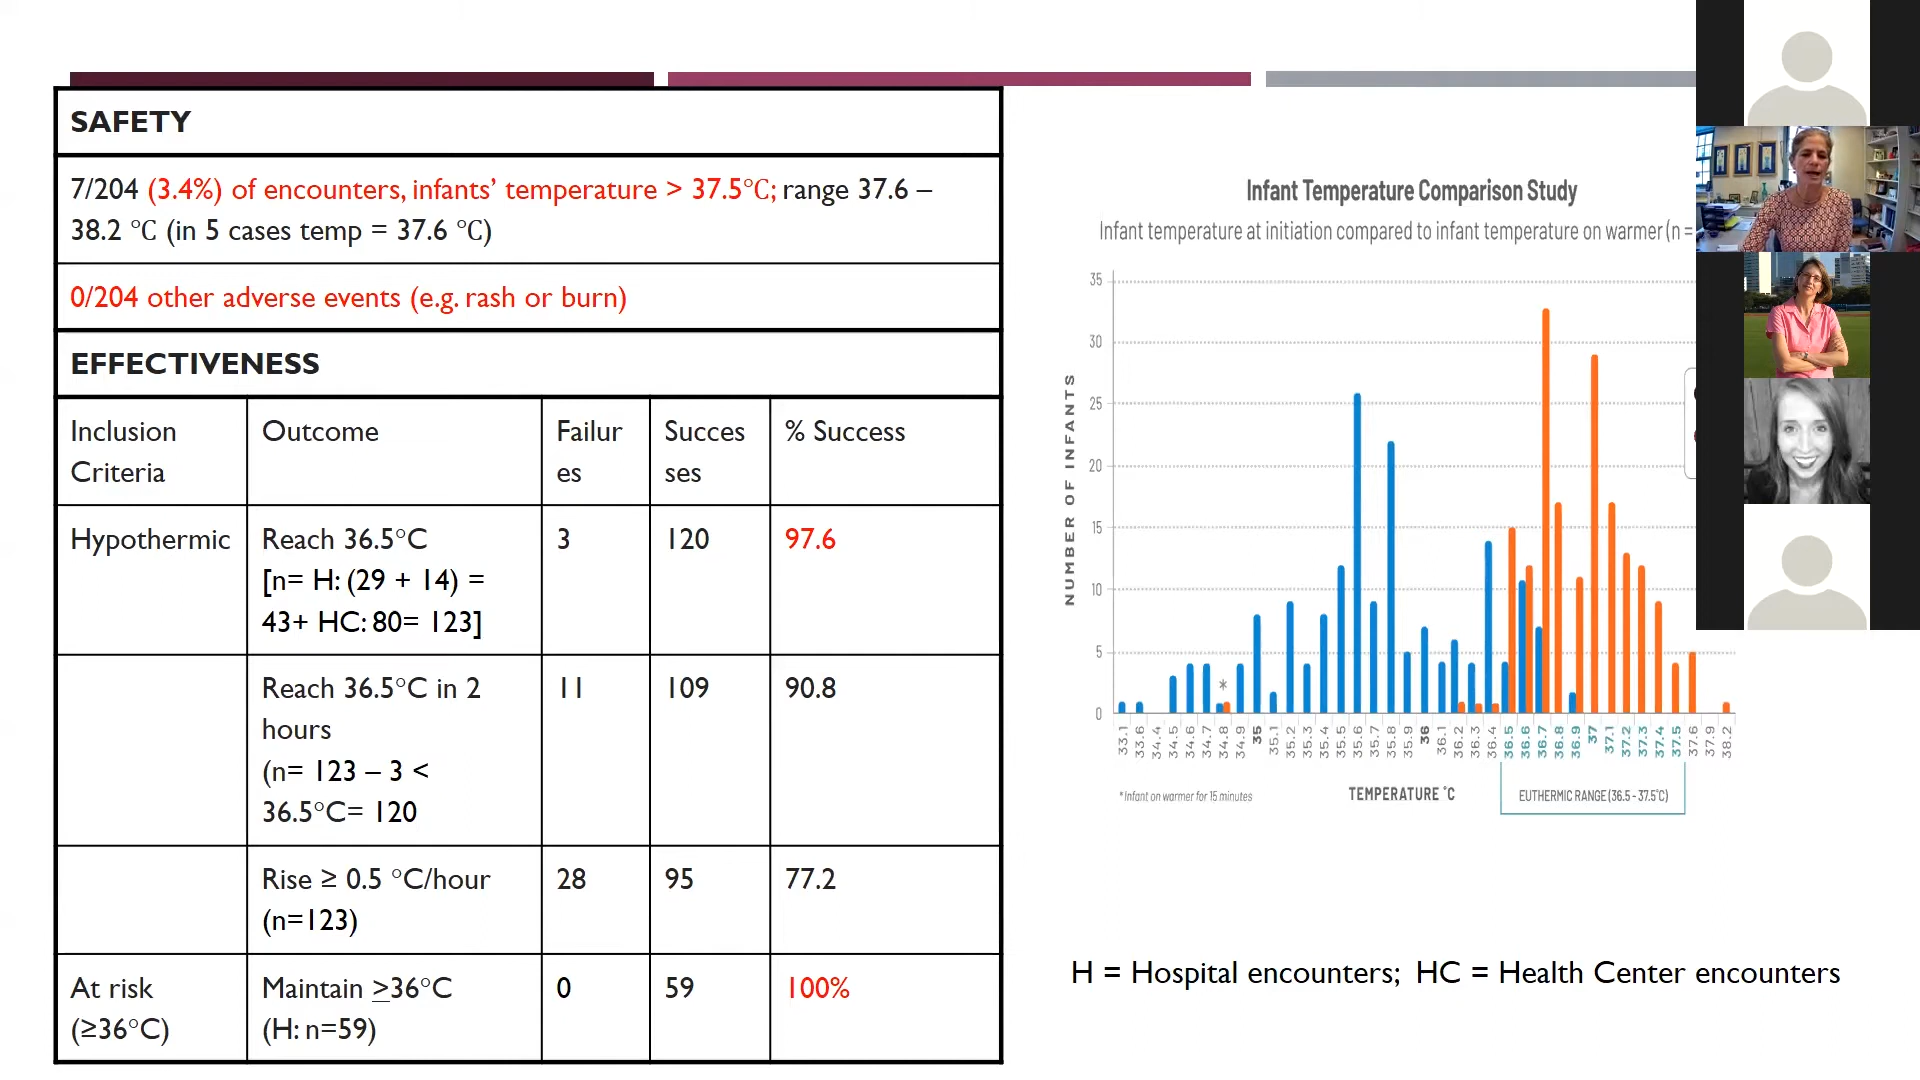 SAFETY
7/204 (3.4%) of encounters, infants' temperature > 37.5°C; range 37.6 –
38.2 °C (in 5 cases temp = 37.6 °C)
0/204 other adverse events (e.g. rash or burn)
EFFECTIVENESS
Inclusion
Criteria
Outcome
Failur
es
Succes
ses
% Success
Hypothermic
Reach 36.5°C
[n= H: (29 + 14) =
43+ HC: 80= 123]
3
120
97.6
Reach 36.5°C in 2
hours
(n= 123 – 3 <
36.5°C= 120
11
109
90.8
Rise ≥ 0.5 °C/hour
(n=123)
28
95
77.2
At risk
(≥36°C)
Maintain >36°C
(H: n=59)
0
59
100%
Infant Temperature Comparison Study
Infant temperature at initiation compared to infant temperature on warmer (n =
NUMBER OF INFANTS
35
30
25
20
15
10
5
0
*
33.1 33.6 34.4 34.5 34.6 34.7 34.8 34.9 35 35.1 35.2 35.3 35.4 35.5 35.6 35.7 35.8 35.9 36 36.1 36.2 36.3 36.4 36.5 36.6 36.7 36.8 36.9 37 37.1 37.2 37.3 37.4 37.5 37.6 37.9 38.2
*Infant on warmer for 15 minutes
TEMPERATURE °C
EUTHERMIC RANGE (36.5 - 37.5°C)
H = Hospital encounters; HC = Health Center encounters